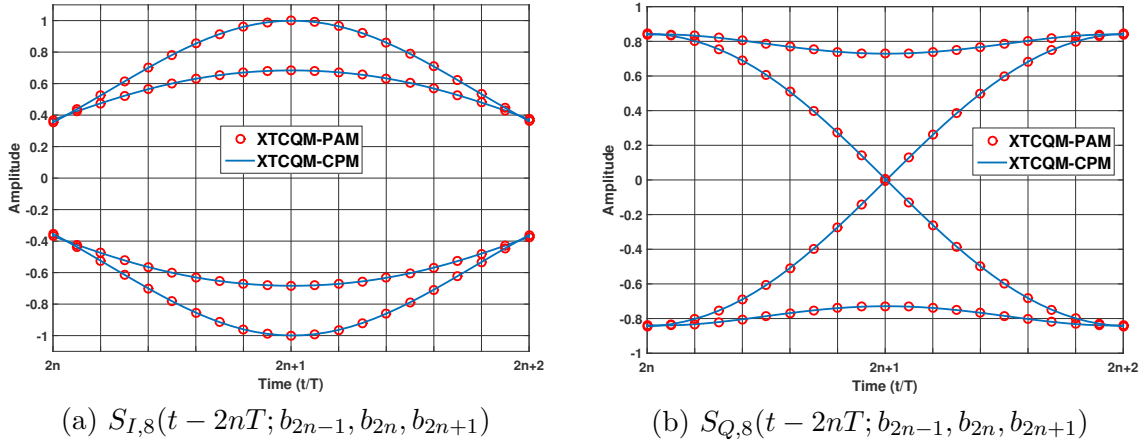 1
0.8
0.6
0.4
0.2
0
-0.2
-0.4
-0.6
-0.8
-1
Amplitude
XTCQM-PAM
XTCQM-CPM
2n
2n+1
2n+2
Time (t/T)
(a) $S_{I,8}(t - 2nT; b_{2n-1}, b_{2n}, b_{2n+1})$
1
0.8
0.6
0.4
0.2
0
-0.2
-0.4
-0.6
-0.8
-1
Amplitude
XTCQM-PAM
XTCQM-CPM
2n
2n+1
2n+2
Time (t/T)
(b) $S_{Q,8}(t - 2nT; b_{2n-1}, b_{2n}, b_{2n+1})$